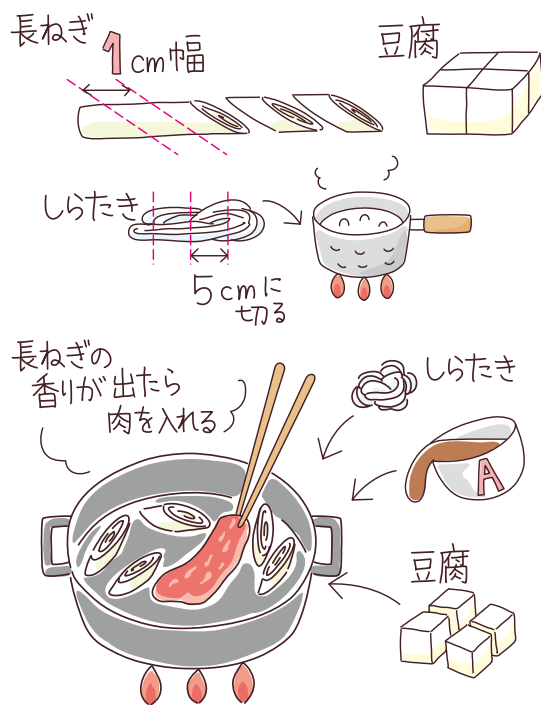 長ねぎ
1cm幅
豆腐
しらたき
5cmに
切る
長ねぎの
香りが出たら
肉を入れる
しらたき
A
豆腐